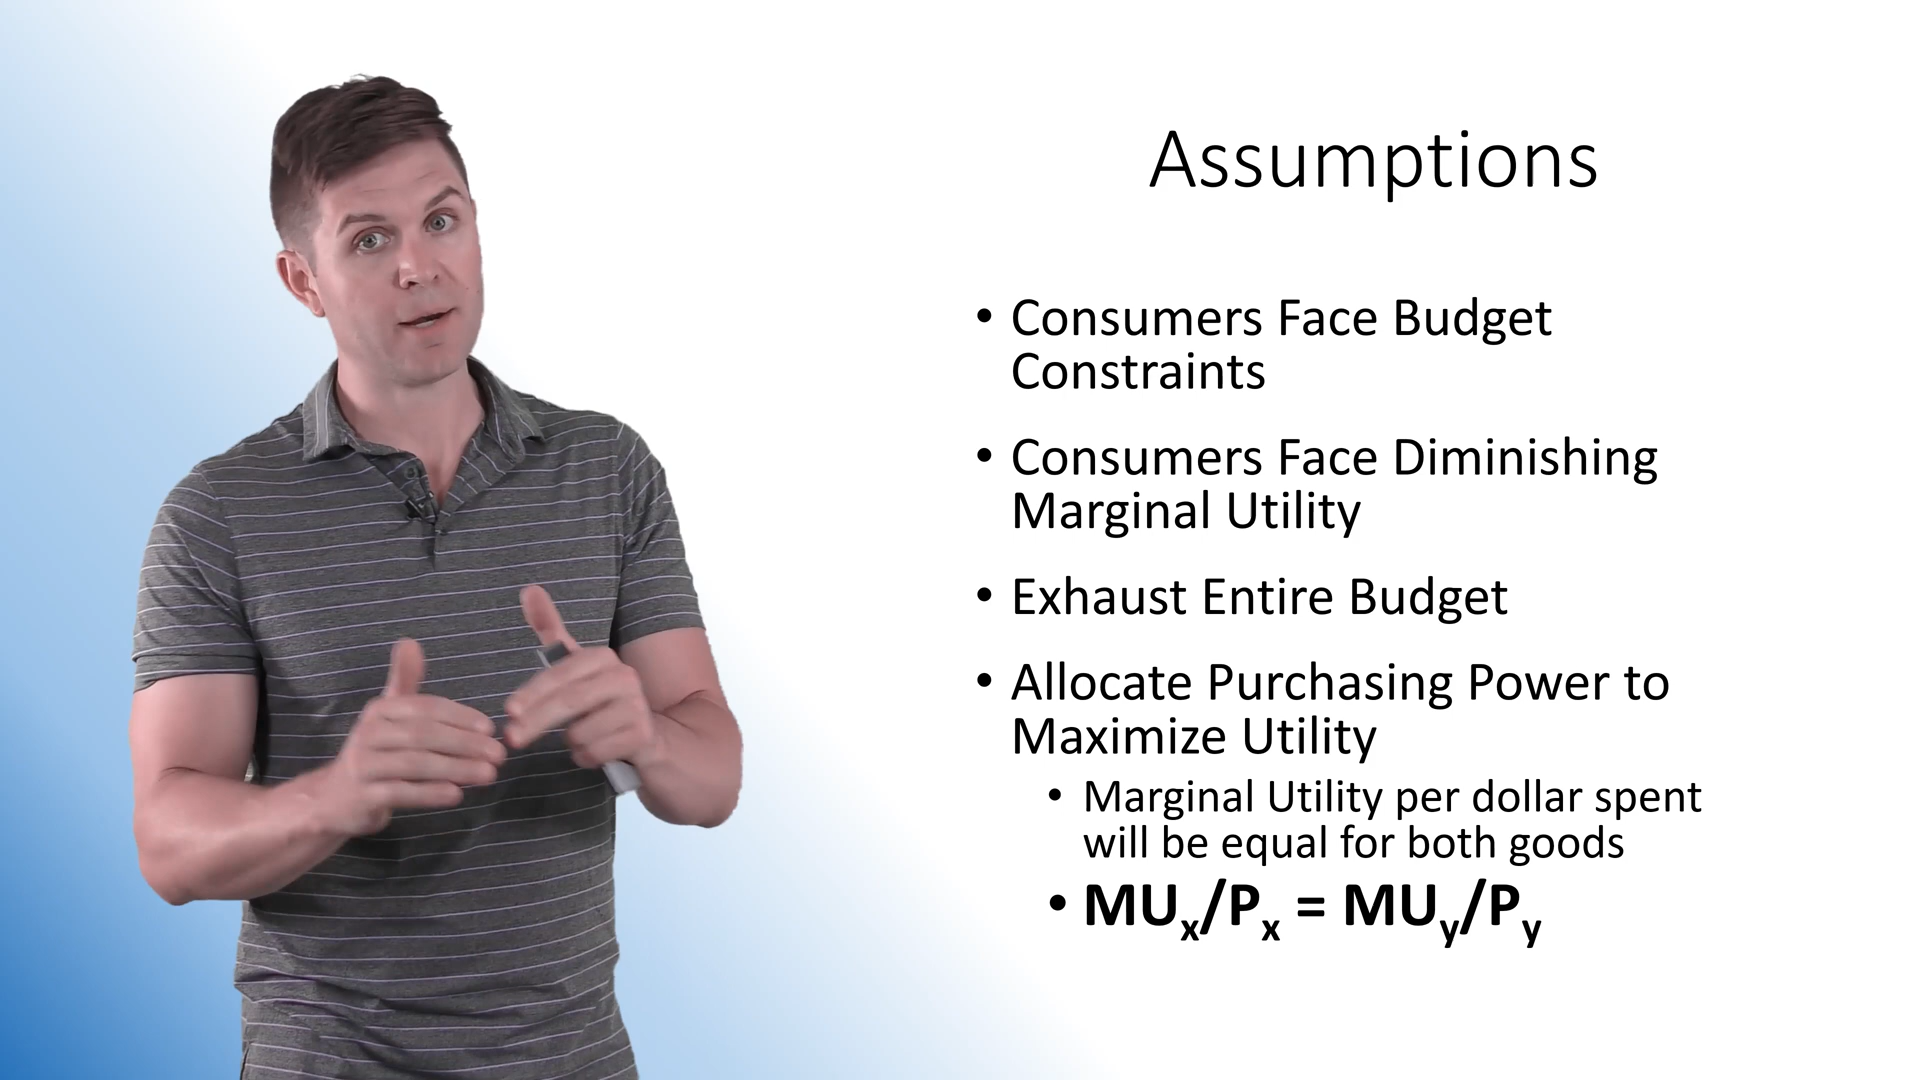 Assumptions
• Consumers Face Budget
Constraints
• Consumers Face Diminishing
Marginal Utility
• Exhaust Entire Budget
• Allocate Purchasing Power to
Maximize Utility
• Marginal Utility per dollar spent
will be equal for both goods
• MUx/Px = MUy/Py